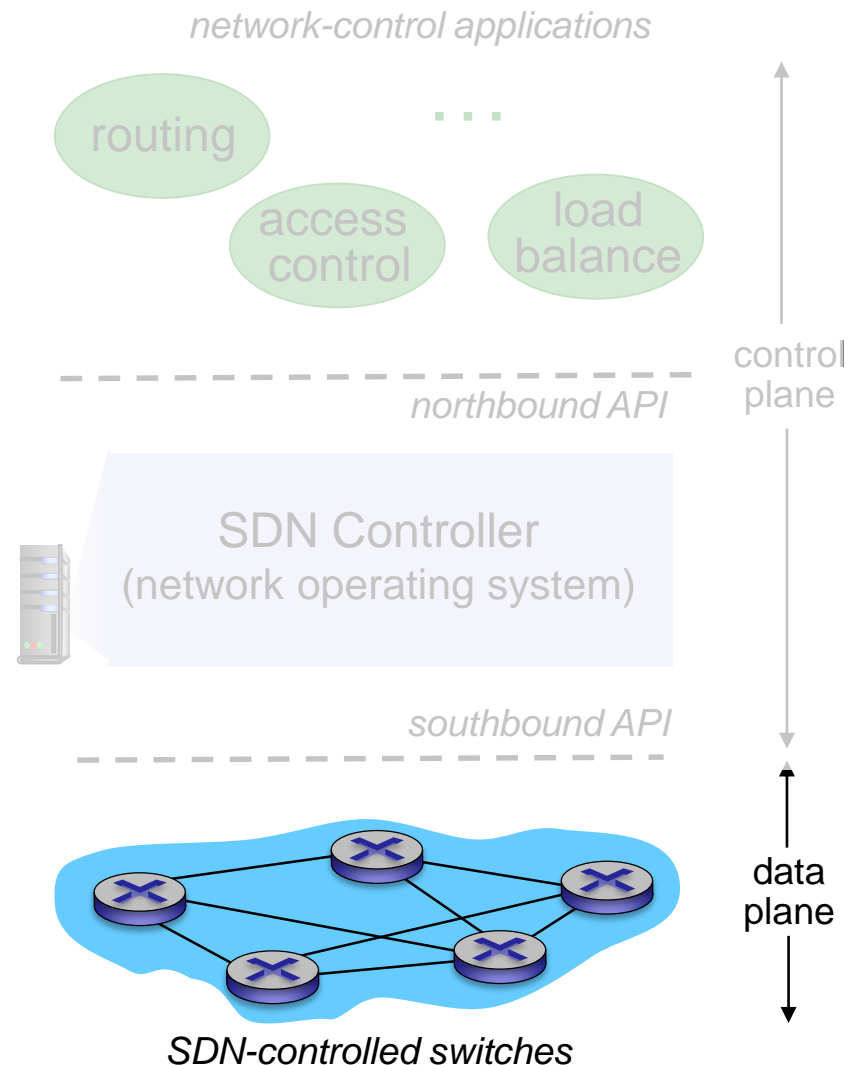 network-control applications
routing
...
access
control
load
balance
control
plane
northbound API
SDN Controller
(network operating system)
southbound API
data
plane
SDN-controlled switches